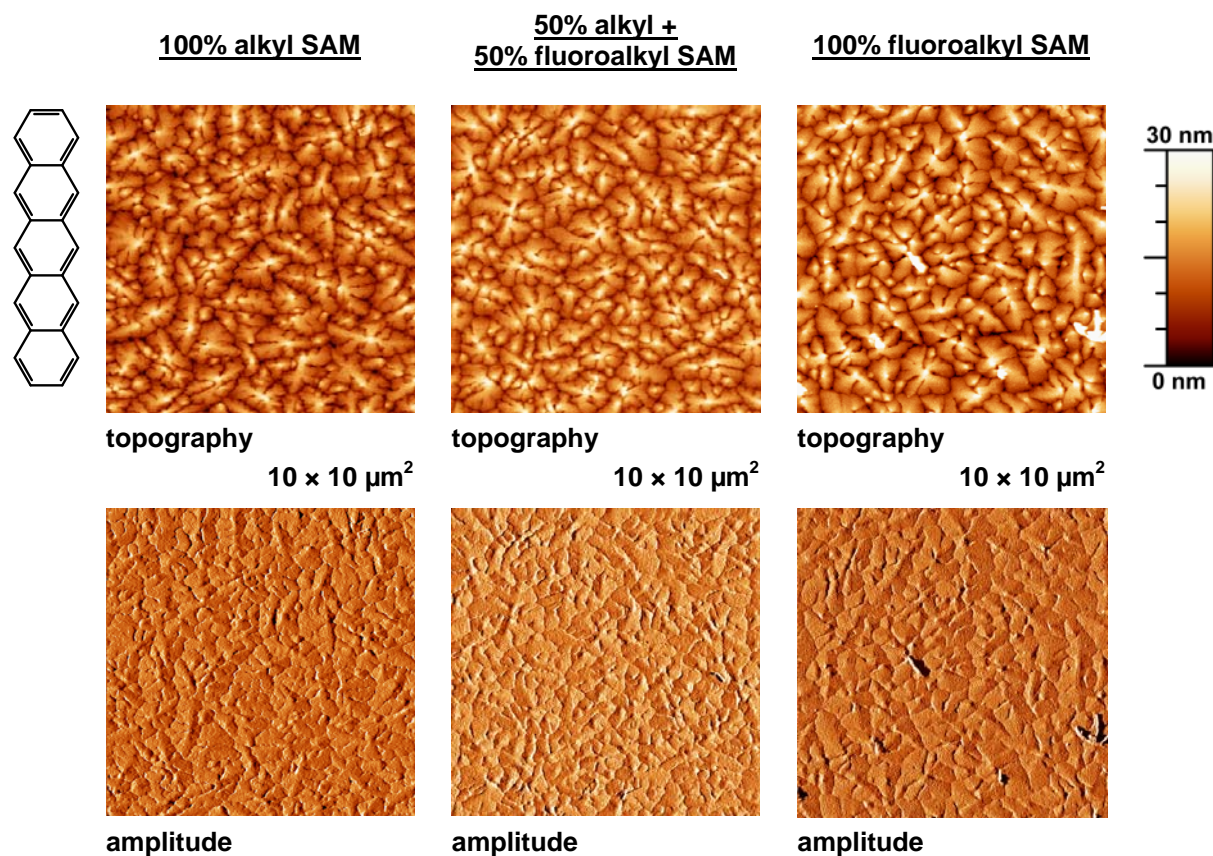 100% alkyl SAM
50% alkyl +
50% fluoroalkyl SAM
100% fluoroalkyl SAM
30 nm
0 nm
topography
topography
topography
10 × 10 µm²
10 × 10 µm²
10 × 10 µm²
amplitude
amplitude
amplitude